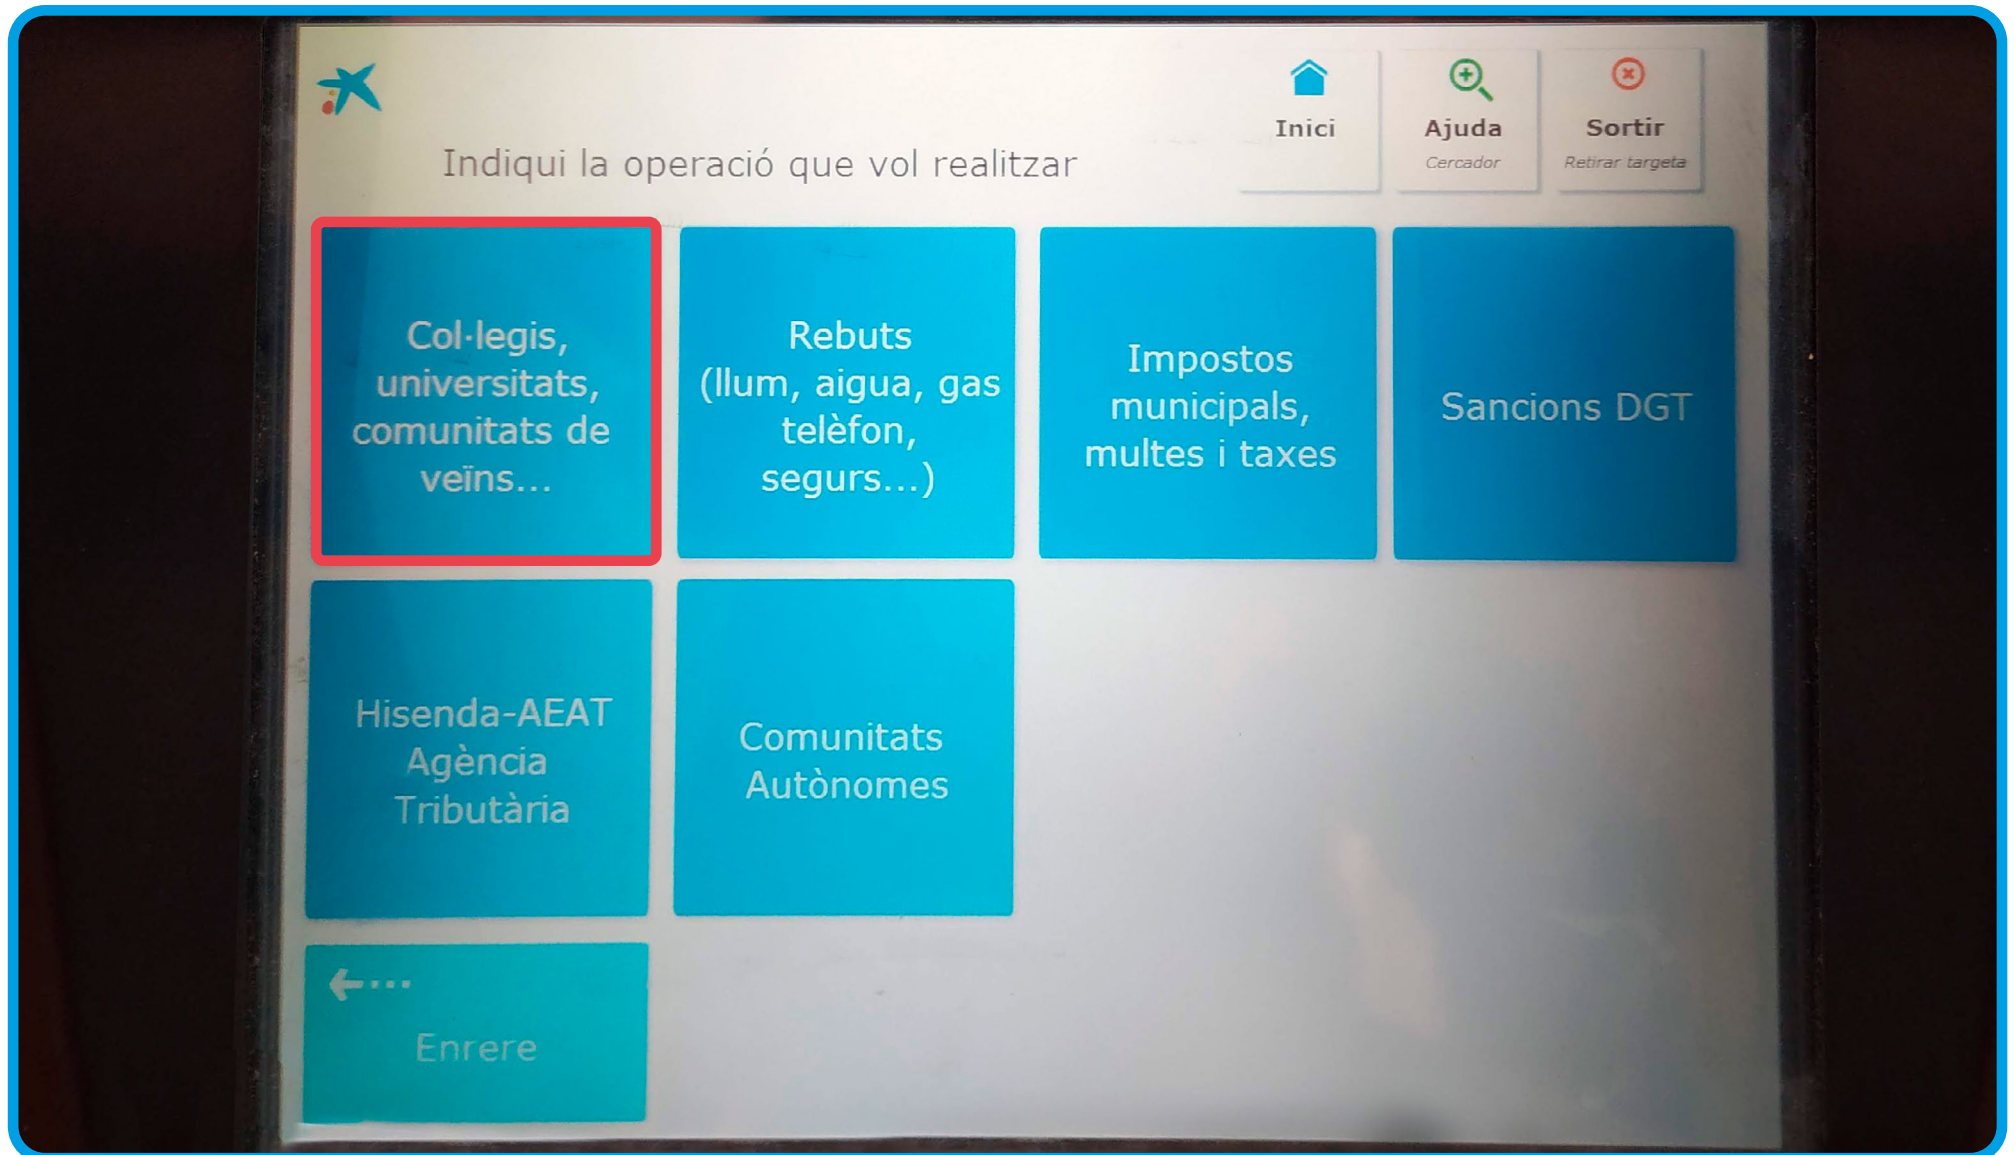 Inici
Ajuda
Cercador
Sortir
Retirar targeta
Indiqui la operació que vol realitzar
Col·legis,
universitats,
comunitats de
veïns...
Rebuts
(llum, aigua, gas
telèfon,
segurs...)
Impostos
municipals,
multes i taxes
Sancions DGT
Hisenda-AEAT
Agència
Tributària
Comunitats
Autònomes
Enrere